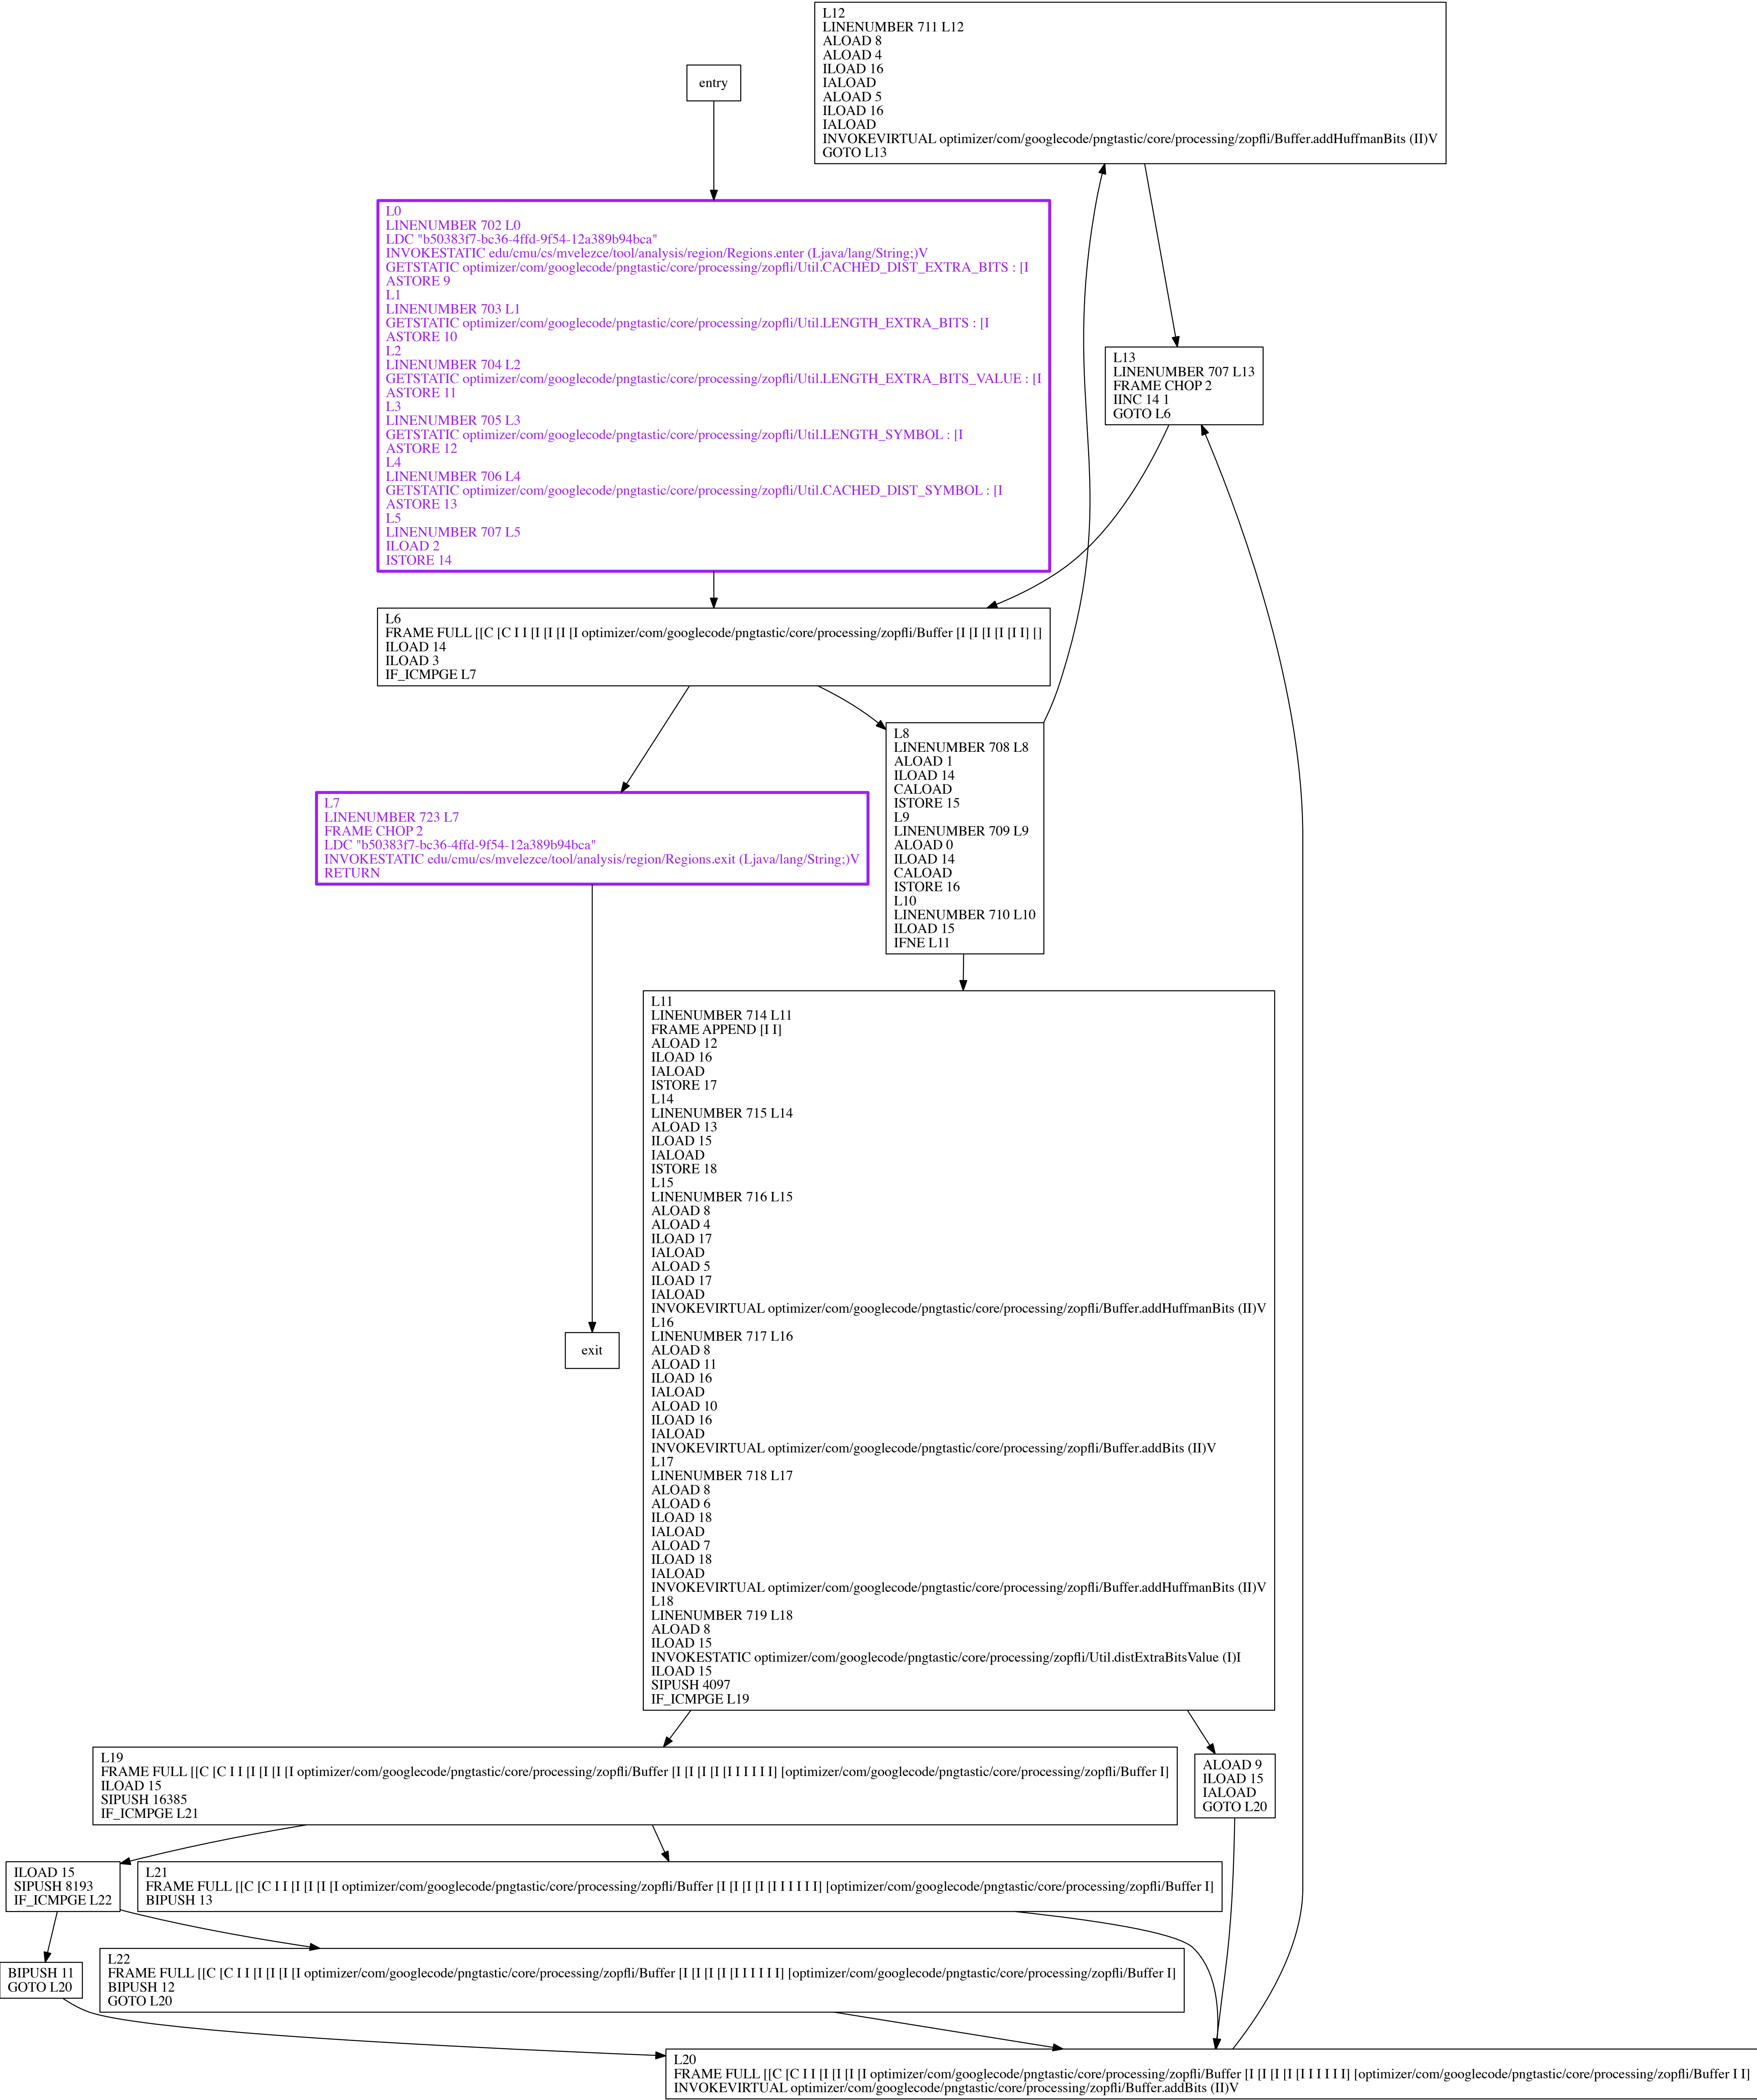 L12
LINENUMBER 711 L12
ALOAD 8
ALOAD 4
ILOAD 16
IALOAD
ALOAD 5
ILOAD 16
IALOAD
INVOKEVIRTUAL optimizer/com/googlecode/pngtastic/core/processing/zopfli/Buffer.addHuffmanBits (II)V
GOTO L13
entry
L0
LINENUMBER 702 L0
LDC "b50383f7-bc36-4ffd-9f54-12a389b94bca"
INVOKESTATIC edu/cmu/cs/mvelezce/tool/analysis/region/Regions.enter (Ljava/lang/String;)V
GETSTATIC optimizer/com/googlecode/pngtastic/core/processing/zopfli/Util.CACHED_DIST_EXTRA_BITS : [I
ASTORE 9
L1
LINENUMBER 703 L1
GETSTATIC optimizer/com/googlecode/pngtastic/core/processing/zopfli/Util.LENGTH_EXTRA_BITS : [I
ASTORE 10
L2
LINENUMBER 704 L2
GETSTATIC optimizer/com/googlecode/pngtastic/core/processing/zopfli/Util.LENGTH_EXTRA_BITS_VALUE : [I
ASTORE 11
L3
LINENUMBER 705 L3
GETSTATIC optimizer/com/googlecode/pngtastic/core/processing/zopfli/Util.LENGTH_SYMBOL : [I
ASTORE 12
L4
LINENUMBER 706 L4
GETSTATIC optimizer/com/googlecode/pngtastic/core/processing/zopfli/Util.CACHED_DIST_SYMBOL : [I
ASTORE 13
L5
LINENUMBER 707 L5
ILOAD 2
ISTORE 14
L13
LINENUMBER 707 L13
FRAME CHOP 2
IINC 14 1
GOTO L6
L6
FRAME FULL [[C [C I I [I [I [I [I optimizer/com/googlecode/pngtastic/core/processing/zopfli/Buffer [I [I [I [I [I I] []
ILOAD 14
ILOAD 3
IF_ICMPGE L7
L8
LINENUMBER 708 L8
ALOAD 1
ILOAD 14
CALOAD
ISTORE 15
L9
LINENUMBER 709 L9
ALOAD 0
ILOAD 14
CALOAD
ISTORE 16
L10
LINENUMBER 710 L10
ILOAD 15
IFNE L11
L7
LINENUMBER 723 L7
FRAME CHOP 2
LDC "b50383f7-bc36-4ffd-9f54-12a389b94bca"
INVOKESTATIC edu/cmu/cs/mvelezce/tool/analysis/region/Regions.exit (Ljava/lang/String;)V
RETURN
exit
L11
LINENUMBER 714 L11
FRAME APPEND [I I]
ALOAD 12
ILOAD 16
IALOAD
ISTORE 17
L14
LINENUMBER 715 L14
ALOAD 13
ILOAD 15
IALOAD
ISTORE 18
L15
LINENUMBER 716 L15
ALOAD 8
ALOAD 4
ILOAD 17
IALOAD
ALOAD 5
ILOAD 17
IALOAD
INVOKEVIRTUAL optimizer/com/googlecode/pngtastic/core/processing/zopfli/Buffer.addHuffmanBits (II)V
L16
LINENUMBER 717 L16
ALOAD 8
ALOAD 11
ILOAD 16
IALOAD
ALOAD 10
ILOAD 16
IALOAD
INVOKEVIRTUAL optimizer/com/googlecode/pngtastic/core/processing/zopfli/Buffer.addBits (II)V
L17
LINENUMBER 718 L17
ALOAD 8
ALOAD 6
ILOAD 18
IALOAD
ALOAD 7
ILOAD 18
IALOAD
INVOKEVIRTUAL optimizer/com/googlecode/pngtastic/core/processing/zopfli/Buffer.addHuffmanBits (II)V
L18
LINENUMBER 719 L18
ALOAD 8
ILOAD 15
INVOKESTATIC optimizer/com/googlecode/pngtastic/core/processing/zopfli/Util.distExtraBitsValue (I)I
ILOAD 15
SIPUSH 4097
IF_ICMPGE L19
L19
FRAME FULL [[C [C I I [I [I [I [I optimizer/com/googlecode/pngtastic/core/processing/zopfli/Buffer [I [I [I [I [I I I I I I] [optimizer/com/googlecode/pngtastic/core/processing/zopfli/Buffer I]
ILOAD 15
SIPUSH 16385
IF_ICMPGE L21
ALOAD 9
ILOAD 15
IALOAD
GOTO L20
ILOAD 15
SIPUSH 8193
IF_ICMPGE L22
L21
FRAME FULL [[C [C I I [I [I [I [I optimizer/com/googlecode/pngtastic/core/processing/zopfli/Buffer [I [I [I [I [I I I I I I] [optimizer/com/googlecode/pngtastic/core/processing/zopfli/Buffer I]
BIPUSH 13
BIPUSH 11
GOTO L20
L22
FRAME FULL [[C [C I I [I [I [I [I optimizer/com/googlecode/pngtastic/core/processing/zopfli/Buffer [I [I [I [I [I I I I I I] [optimizer/com/googlecode/pngtastic/core/processing/zopfli/Buffer I]
BIPUSH 12
GOTO L20
L20
FRAME FULL [[C [C I I [I [I [I [I optimizer/com/googlecode/pngtastic/core/processing/zopfli/Buffer [I [I [I [I [I I I I I I] [optimizer/com/googlecode/pngtastic/core/processing/zopfli/Buffer I I]
INVOKEVIRTUAL optimizer/com/googlecode/pngtastic/core/processing/zopfli/Buffer.addBits (II)V